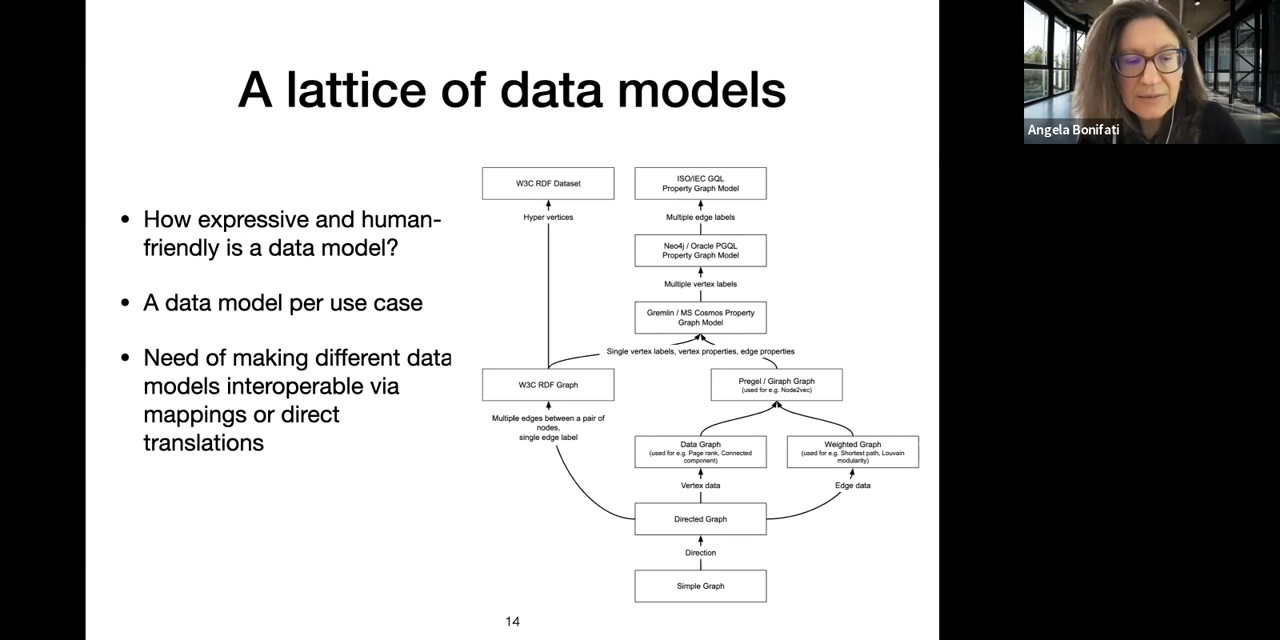 A lattice of data models
Angela Bonifati
• How expressive and human-
friendly is a data model?
• A data model per use case
• Need of making different data
models interoperable via
mappings or direct
translations
W3C RDF Dataset
ISO/IEC GQL
Property Graph Model
Hyper vertices
Multiple edge labels
Neo4j / Oracle PGQL
Property Graph Model
Multiple vertex labels
Gremlin / MS Cosmos Property
Graph Model
Single vertex labels, vertex properties, edge properties
W3C RDF Graph
Pregel / Giraph Graph
(used for e.g. Node2vec)
Multiple edges between a pair of
nodes,
single edge label
Data Graph
(used for e.g. Page rank, Connected
component)
Weighted Graph
(used for e.g. Shortest path, Louvain
modularity)
Vertex data
Edge data
Directed Graph
Direction
Simple Graph
14